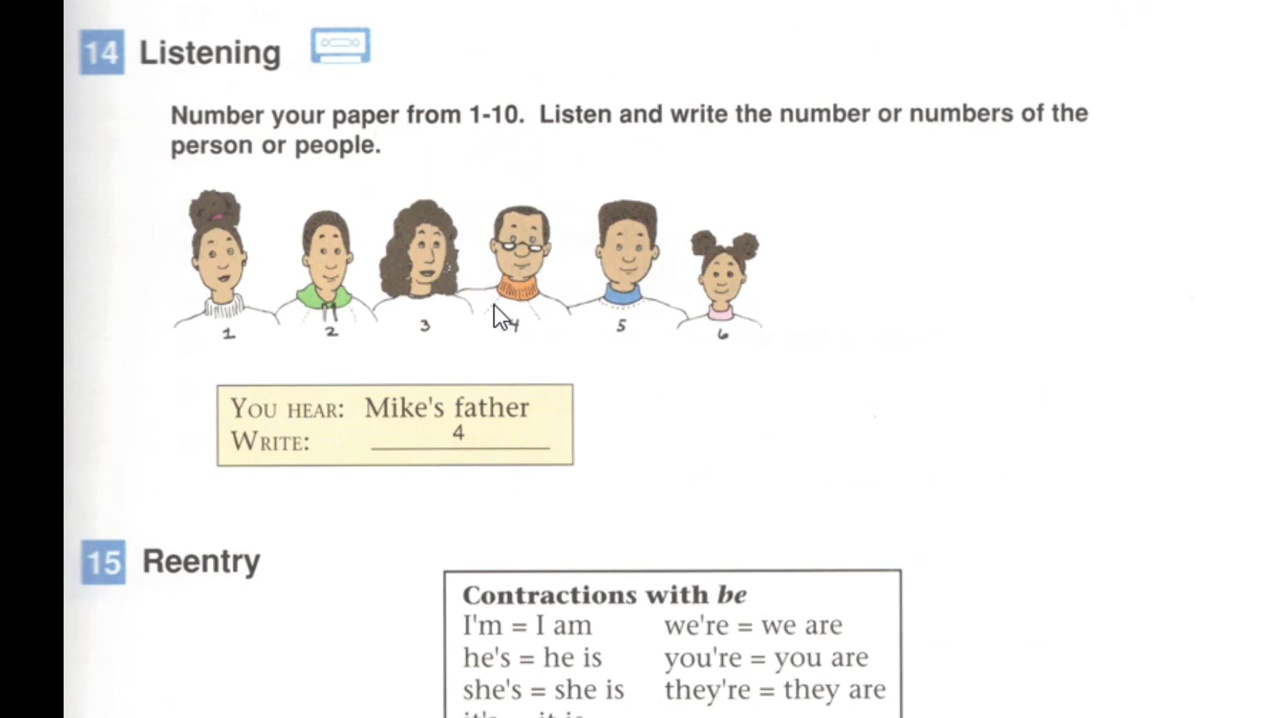 14 Listening
Number your paper from 1-10. Listen and write the number or numbers of the
person or people.
1 2 3 4 5 6
YOU HEAR: Mike's father
WRITE: 4
15 Reentry
Contractions with be
I'm = I am we're = we are
he's = he is you're = you are
she's = she is they're = they are
it's = it is